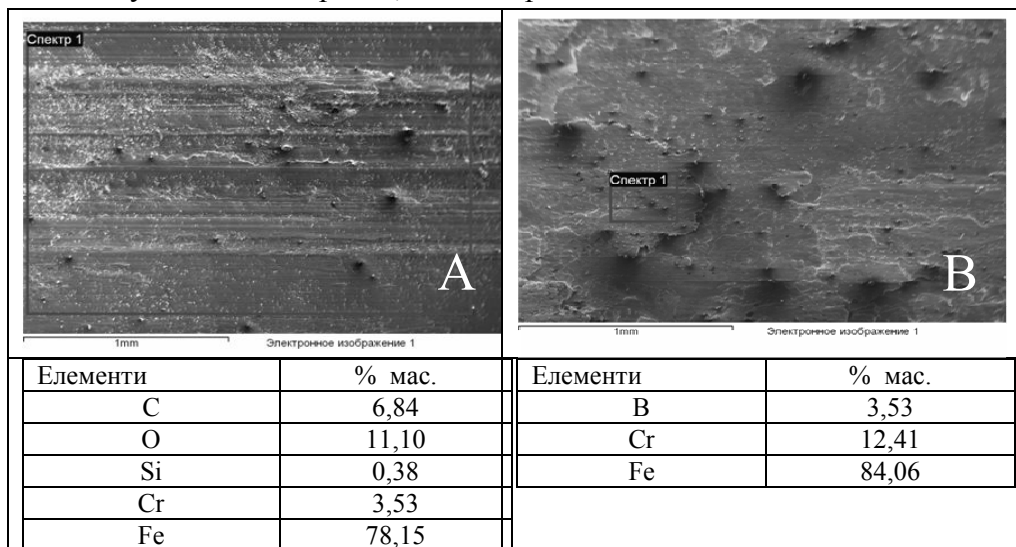 Спектр 1
A
1mm
Электронное изображение 1
Спектр 1
B
1mm
Электронное изображение 1
Елементи % мас.
C 6,84
O 11,10
Si 0,38
Cr 3,53
Fe 78,15
Елементи % мас.
B 3,53
Cr 12,41
Fe 84,06